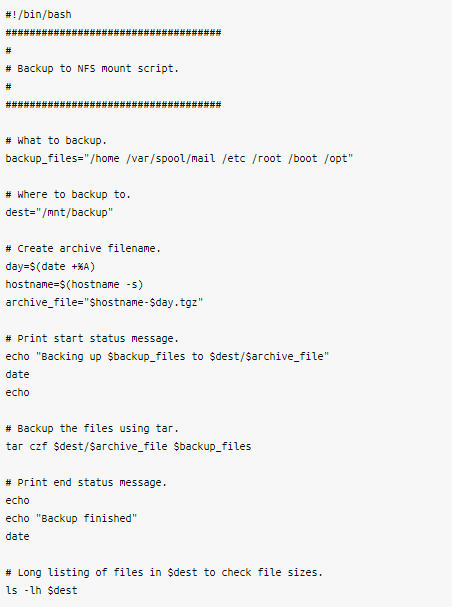 #!/bin/bash
####################################
#
# Backup to NFS mount script.
#
####################################
# What to backup.
backup_files="/home /var/spool/mail /etc /root /boot /opt"
# Where to backup to.
dest="/mnt/backup"
# Create archive filename.
day=$(date +%A)
hostname=$(hostname -s)
archive_file="$hostname-$day.tgz"
# Print start status message.
echo "Backing up $backup_files to $dest/$archive_file"
date
echo
# Backup the files using tar.
tar czf $dest/$archive_file $backup_files
# Print end status message.
echo
echo "Backup finished"
date
# Long listing of files in $dest to check file sizes.
ls -lh $dest